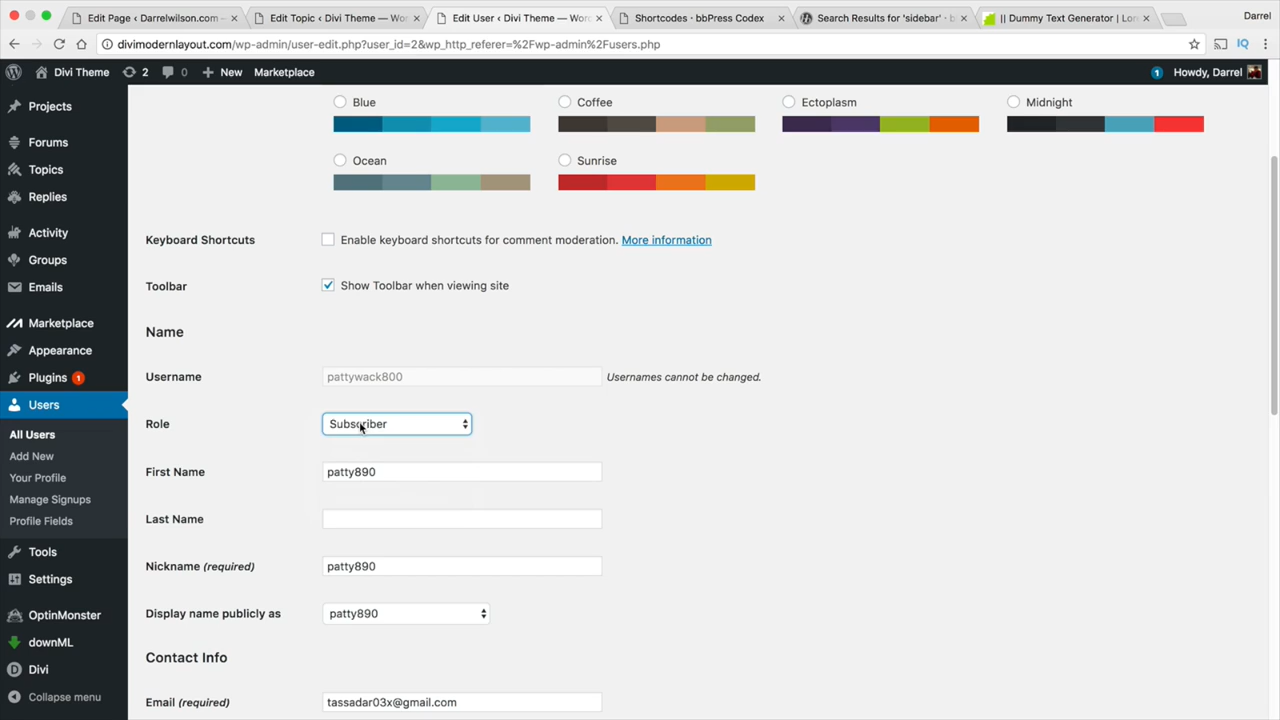 Edit Page ‹ Darrelwilson.com –
Edit Topic ‹ Divi Theme — Wo
Edit User ‹ Divi Theme — Wor
Shortcodes · bbPress Codex
Search Results for 'sidebar' · b
|| Dummy Text Generator | Lor
Darrel
divimodernlayout.com/wp-admin/user-edit.php?user_id=2&wp_http_referer=%2Fwp-admin%2Fusers.php
IQ
Divi Theme
2
0
New
Marketplace
1
Howdy, Darrel
Projects
Forums
Topics
Replies
Activity
Groups
Emails
Marketplace
Appearance
Plugins 1
Users
All Users
Add New
Your Profile
Manage Signups
Profile Fields
Tools
Settings
OptinMonster
downML
Divi
Collapse menu
Blue
Coffee
Ectoplasm
Midnight
Ocean
Sunrise
Keyboard Shortcuts
Enable keyboard shortcuts for comment moderation. More information
Toolbar
Show Toolbar when viewing site
Name
Username
pattywack800
Usernames cannot be changed.
Role
Subscriber
First Name
patty890
Last Name
Nickname (required)
patty890
Display name publicly as
patty890
Contact Info
Email (required)
tassadar03x@gmail.com